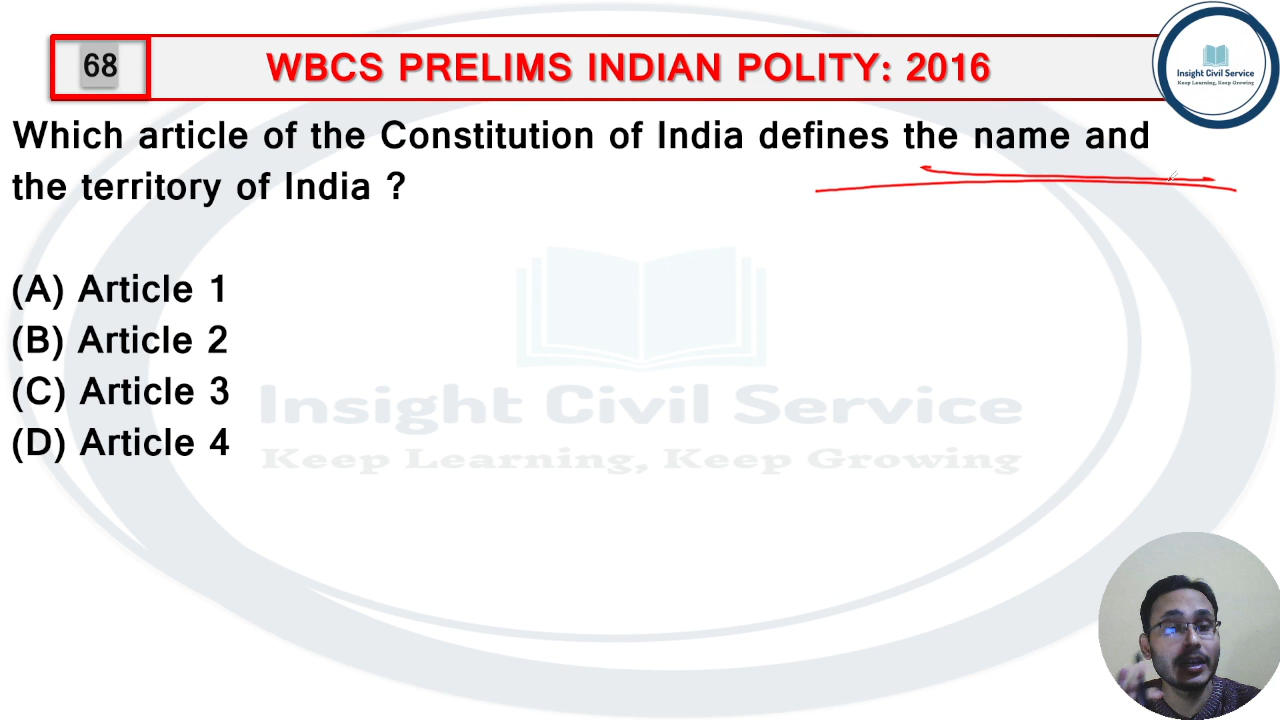 68
WBCS PRELIMS INDIAN POLITY: 2016
Insight Civil Service
Keep Learning, Keep Growing
Which article of the Constitution of India defines the name and
the territory of India ?
(A) Article 1
(B) Article 2
(C) Article 3
(D) Article 4
Insight Civil Service
Keep Learning, Keep Growing